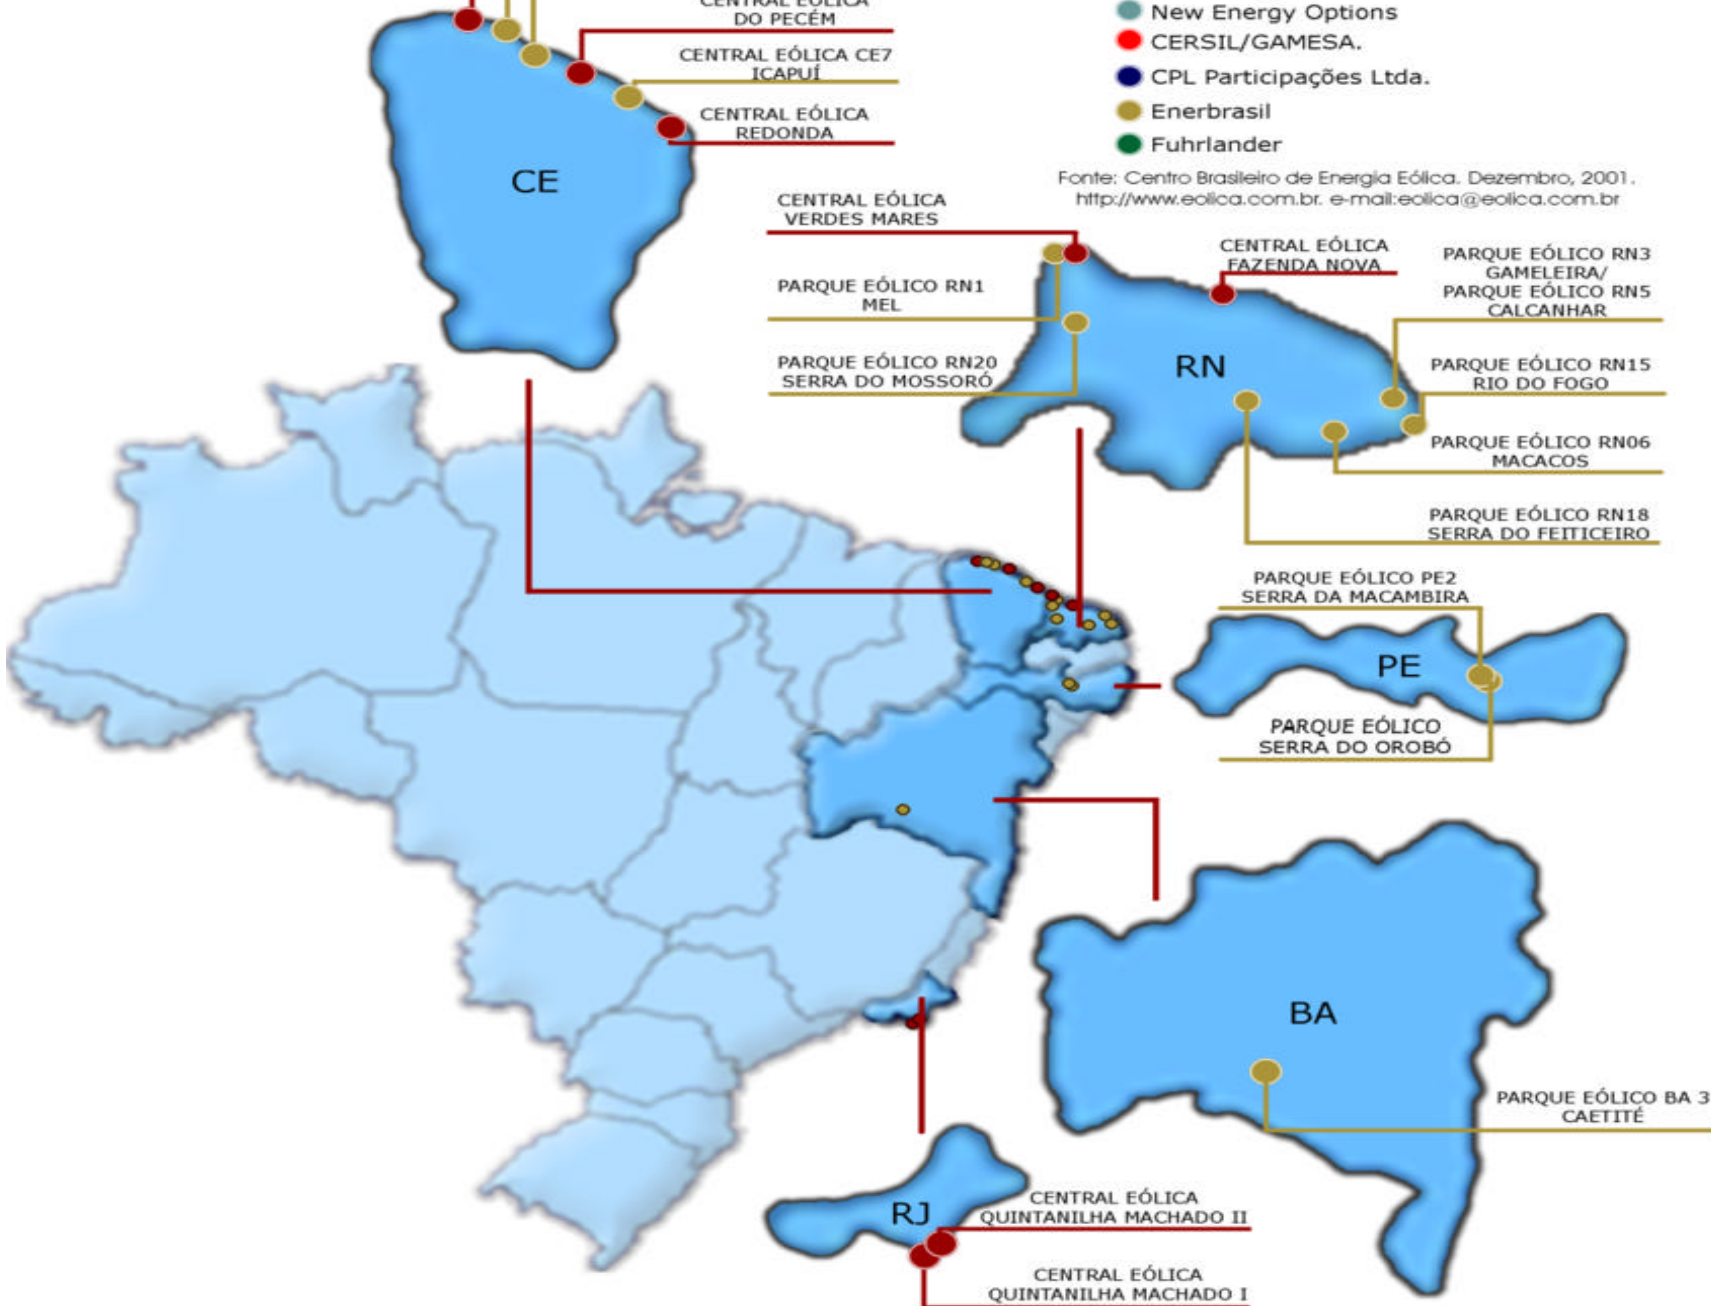 CENTRAL EÓLICA
DO PECÉM
CENTRAL EÓLICA CE7
ICAPUÍ
CENTRAL EÓLICA
REDONDA
CE
New Energy Options
CERSIL/GAMESA.
CPL Participações Ltda.
Enerbrasil
Fuhrlander
Fonte: Centro Brasileiro de Energia Eólica. Dezembro, 2001.
http://www.eolica.com.br. e-mail:eolica@eolica.com.br
CENTRAL EÓLICA
VERDES MARES
CENTRAL EÓLICA
FAZENDA NOVA
PARQUE EÓLICO RN3
GAMELEIRA/
PARQUE EÓLICO RN5
CALCANHAR
PARQUE EÓLICO RN1
MEL
PARQUE EÓLICO RN20
SERRA DO MOSSORÓ
RN
PARQUE EÓLICO RN15
RIO DO FOGO
PARQUE EÓLICO RN06
MACACOS
PARQUE EÓLICO RN18
SERRA DO FEITICEIRO
PARQUE EÓLICO PE2
SERRA DA MACAMBIRA
PE
PARQUE EÓLICO
SERRA DO OROBÓ
BA
PARQUE EÓLICO BA 3
CAETITÉ
RJ
CENTRAL EÓLICA
QUINTANILHA MACHADO II
CENTRAL EÓLICA
QUINTANILHA MACHADO I